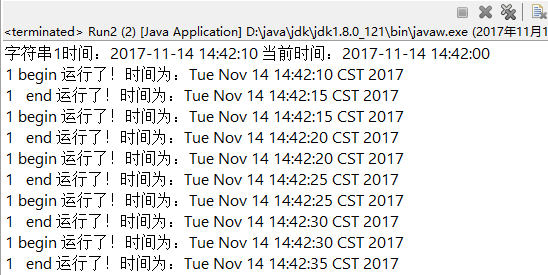 <terminated> Run2 (2) [Java Application] D:\java\jdk\jdk1.8.0_121\bin\javaw.exe (2017年11月1
字符串1时间：2017-11-14 14:42:10 当前时间：2017-11-14 14:42:00
1 begin 运行了！时间为：Tue Nov 14 14:42:10 CST 2017
1   end 运行了！时间为：Tue Nov 14 14:42:15 CST 2017
1 begin 运行了！时间为：Tue Nov 14 14:42:15 CST 2017
1   end 运行了！时间为：Tue Nov 14 14:42:20 CST 2017
1 begin 运行了！时间为：Tue Nov 14 14:42:20 CST 2017
1   end 运行了！时间为：Tue Nov 14 14:42:25 CST 2017
1 begin 运行了！时间为：Tue Nov 14 14:42:25 CST 2017
1   end 运行了！时间为：Tue Nov 14 14:42:30 CST 2017
1 begin 运行了！时间为：Tue Nov 14 14:42:30 CST 2017
1   end 运行了！时间为：Tue Nov 14 14:42:35 CST 2017